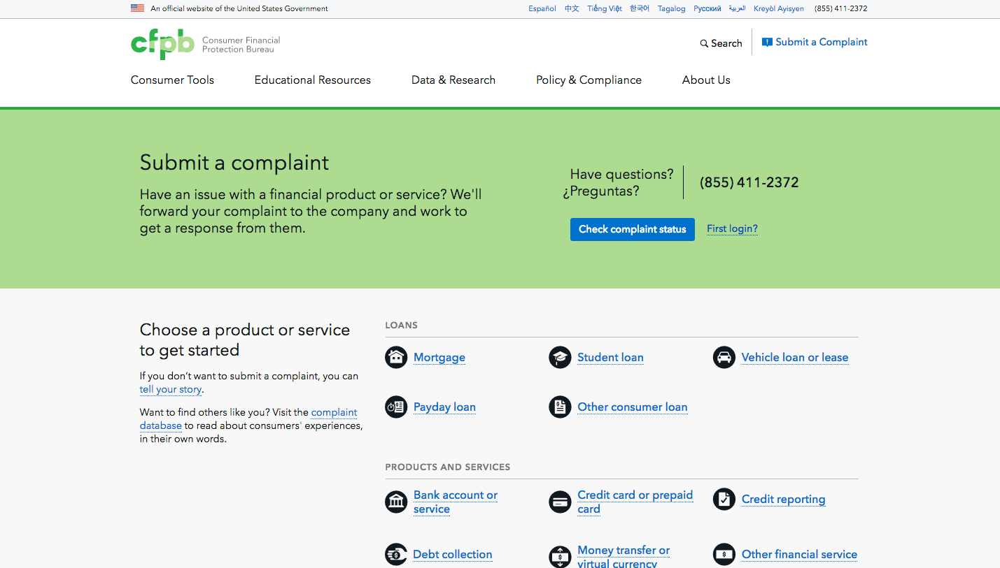 An official website of the United States Government
Español 中文 Tiếng Việt 한국어 Tagalog Русский العربية Kreyòl Ayisyen (855) 411-2372
cfpb Consumer Financial
Protection Bureau
Search
Submit a Complaint
Consumer Tools Educational Resources Data & Research Policy & Compliance About Us
Submit a complaint
Have an issue with a financial product or service? We'll
forward your complaint to the company and work to
get a response from them.
Have questions?
¿Preguntas?
(855) 411-2372
Check complaint status First login?
Choose a product or service
to get started
If you don't want to submit a complaint, you can
tell your story.
Want to find others like you? Visit the complaint
database to read about consumers' experiences,
in their own words.
LOANS
Mortgage Student loan Vehicle loan or lease
Payday loan Other consumer loan
PRODUCTS AND SERVICES
Bank account or
service
Credit card or prepaid
card
Credit reporting
Debt collection
Money transfer or
virtual currency
Other financial service